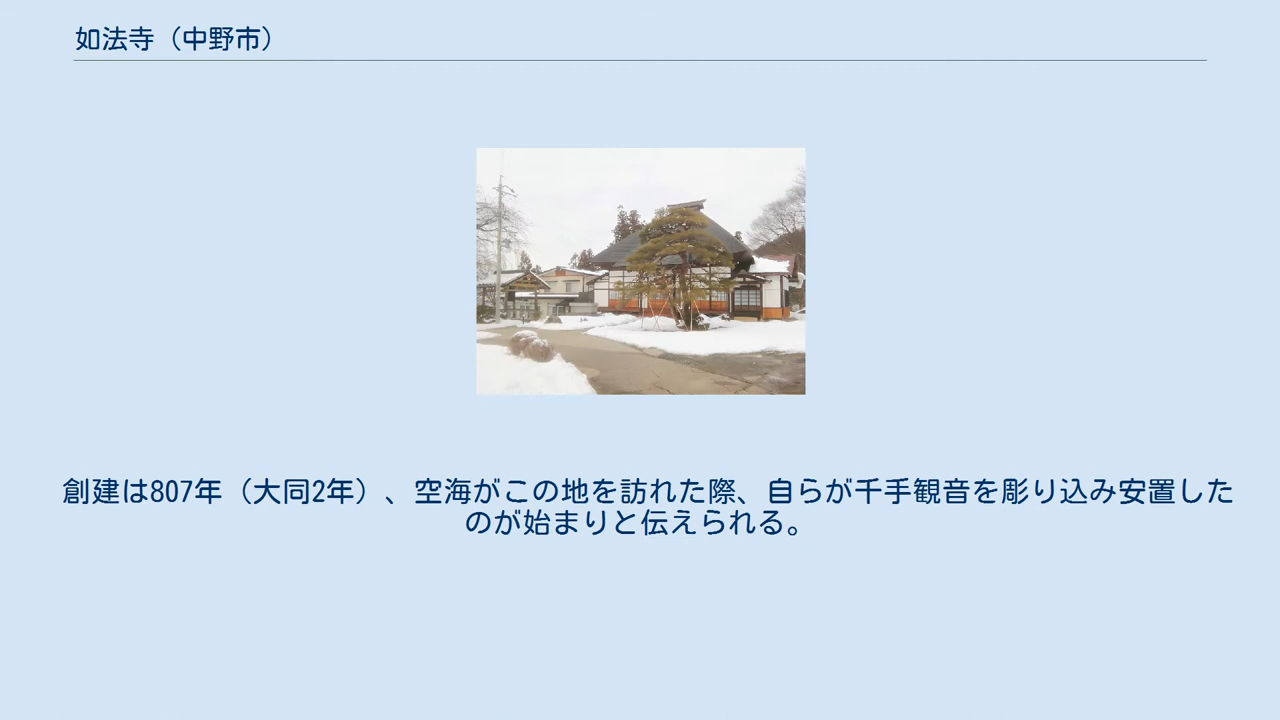 如法寺（中野市）
創建は807年（大同2年）、空海がこの地を訪れた際、自らが千手観音を彫り込み安置した
のが始まりと伝えられる。